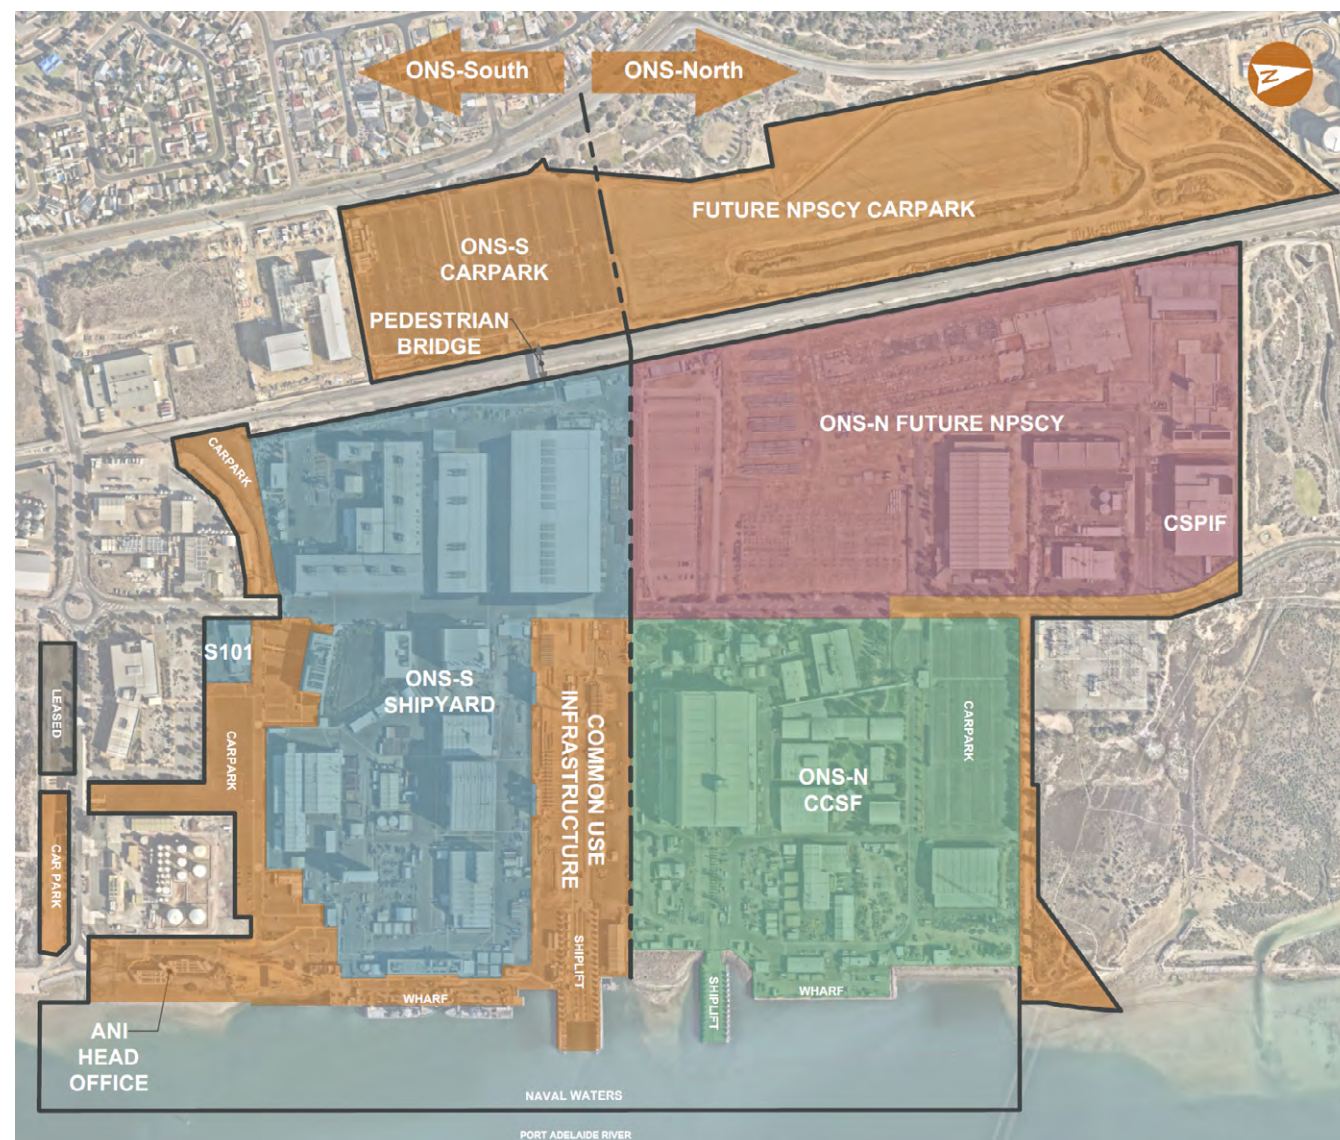 ONS-South
ONS-North
N
FUTURE NPSCY CARPARK
ONS-S
CARPARK
PEDESTRIAN
BRIDGE
CARPARK
ONS-N FUTURE NPSCY
CSPIF
S101
ONS-S
SHIPYARD
COMMON USE
INFRASTRUCTURE
LEASED
CARPARK
CARPARK
ONS-N
CCSF
CAR PARK
SHIPLIFT
SHIPLIFT
WHARF
WHARF
ANI
HEAD
OFFICE
NAVAL WATERS
PORT ADELAIDE RIVER